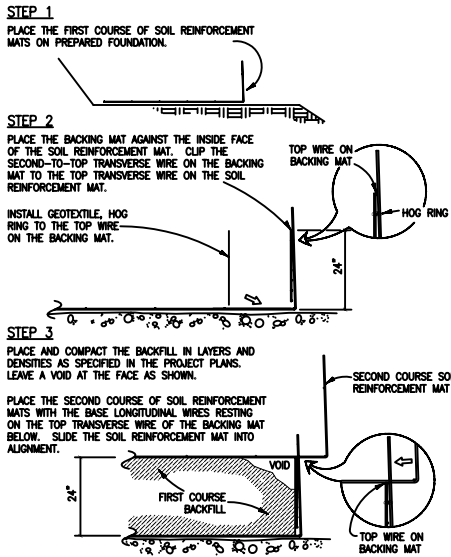 STEP 1
PLACE THE FIRST COURSE OF SOIL REINFORCEMENT
MATS ON PREPARED FOUNDATION.
STEP 2
PLACE THE BACKING MAT AGAINST THE INSIDE FACE
OF THE SOIL REINFORCEMENT MAT. CLIP THE
SECOND-TO-TOP TRANSVERSE WIRE ON THE BACKING
MAT TO THE TOP TRANSVERSE WIRE ON THE SOIL
REINFORCEMENT MAT.
TOP WIRE ON
BACKING MAT
HOG RING
INSTALL GEOTEXTILE, HOG
RING TO THE TOP WIRE
ON THE BACKING MAT.
24"
STEP 3
PLACE AND COMPACT THE BACKFILL IN LAYERS AND
DENSITIES AS SPECIFIED IN THE PROJECT PLANS.
LEAVE A VOID AT THE FACE AS SHOWN.
SECOND COURSE SO
REINFORCEMENT MAT
PLACE THE SECOND COURSE OF SOIL REINFORCEMENT
MATS WITH THE BASE LONGITUDINAL WIRES RESTING
ON THE TOP TRANSVERSE WIRE OF THE BACKING MAT
BELOW. SLIDE THE SOIL REINFORCEMENT MAT INTO
ALIGNMENT.
VOID
24"
FIRST COURSE
BACKFILL
TOP WIRE ON
BACKING MAT